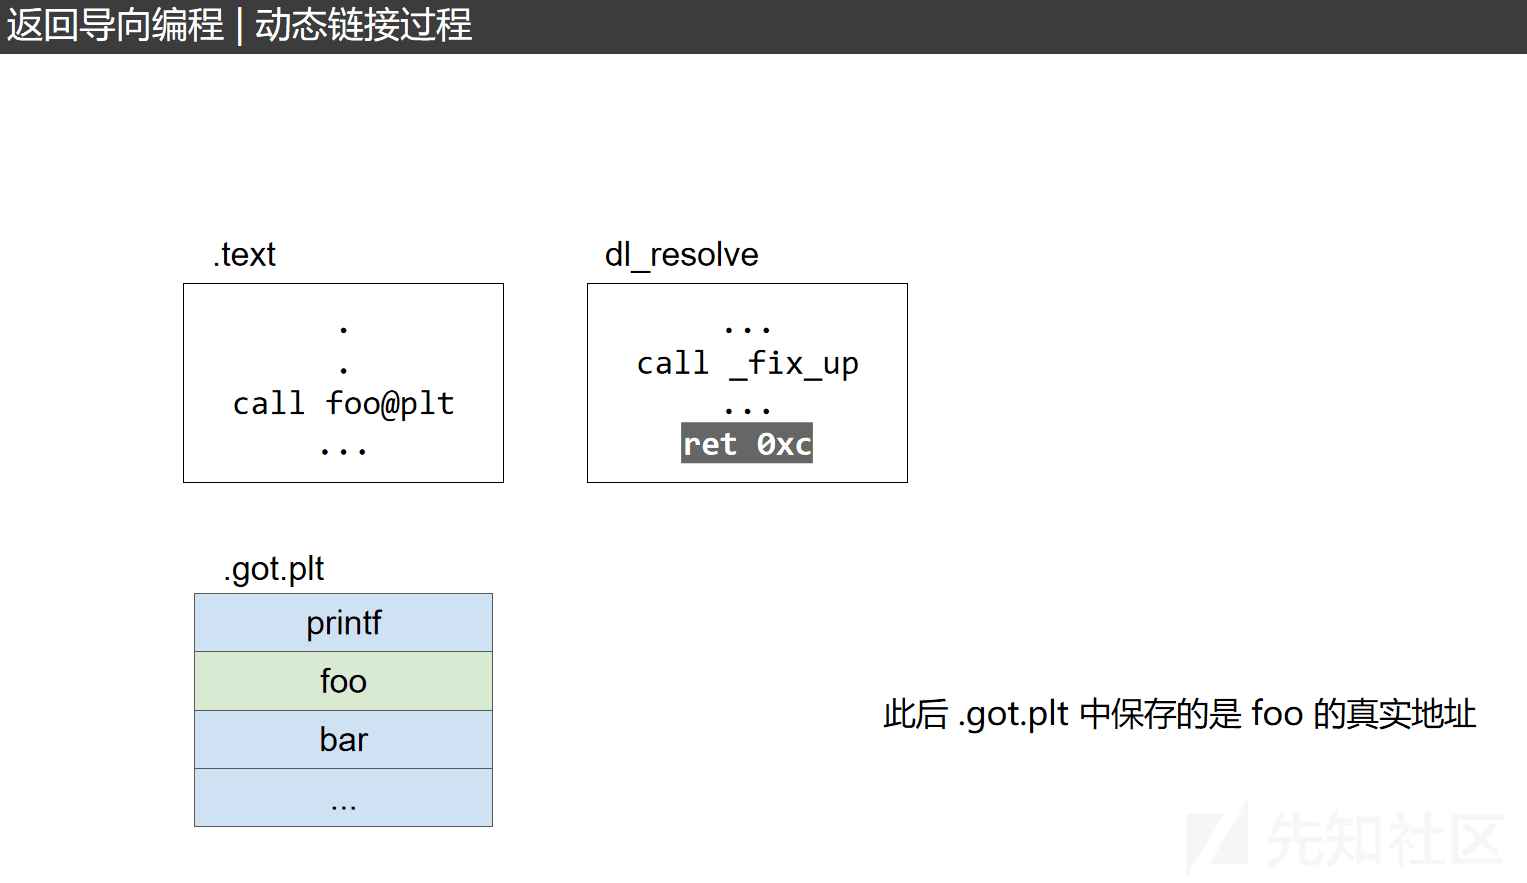 返回导向编程 | 动态链接过程
.text
.
.
call foo@plt
...
dl_resolve
...
call _fix_up
...
ret 0xc
.got.plt
printf
foo
bar
...
此后 .got.plt 中保存的是 foo 的真实地址
先知社区